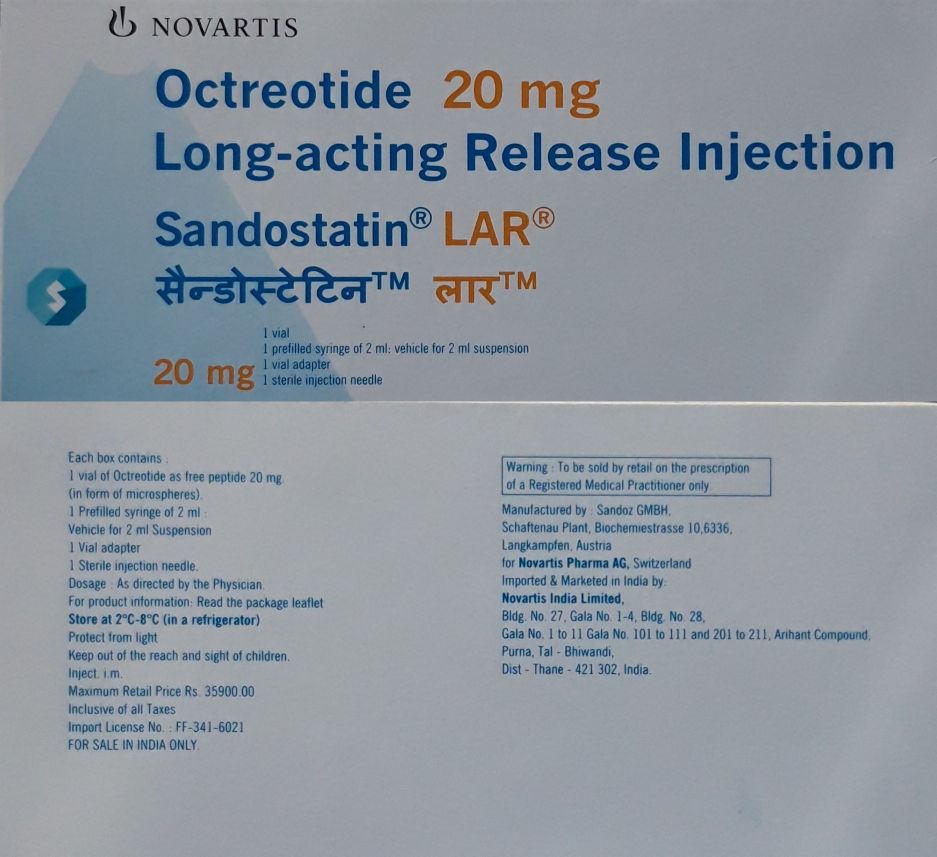 NOVARTIS
Octreotide 20 mg
Long-acting Release Injection
Sandostatin® LAR®
सैन्डोस्टेटिन™ लार™
S
20 mg
1 vial
1 prefilled syringe of 2 ml: vehicle for 2 ml suspension
1 vial adapter
1 sterile injection needle
Each box contains :
1 vial of Octreotide as free peptide 20 mg.
(in form of microspheres).
1 Prefilled syringe of 2 ml :
Vehicle for 2 ml Suspension
1 Vial adapter
1 Sterile injection needle.
Dosage : As directed by the Physician.
For product information: Read the package leaflet
Store at 2°C-8°C (in a refrigerator)
Protect from light
Keep out of the reach and sight of children.
Inject. i.m.
Maximum Retail Price Rs. 35900.00
Inclusive of all Taxes
Import License No. : FF-341-6021
FOR SALE IN INDIA ONLY.
Warning : To be sold by retail on the prescription
of a Registered Medical Practitioner only.
Manufactured by : Sandoz GMBH,
Schaftenau Plant, Biochemiestrasse 10,6336,
Langkampfen, Austria
for Novartis Pharma AG, Switzerland
Imported & Marketed in India by:
Novartis India Limited,
Bldg. No. 27, Gala No. 1-4, Bldg. No. 28,
Gala No. 1 to 11 Gala No. 101 to 111 and 201 to 211, Arihant Compound,
Purna, Tal - Bhiwandi,
Dist - Thane - 421 302, India.